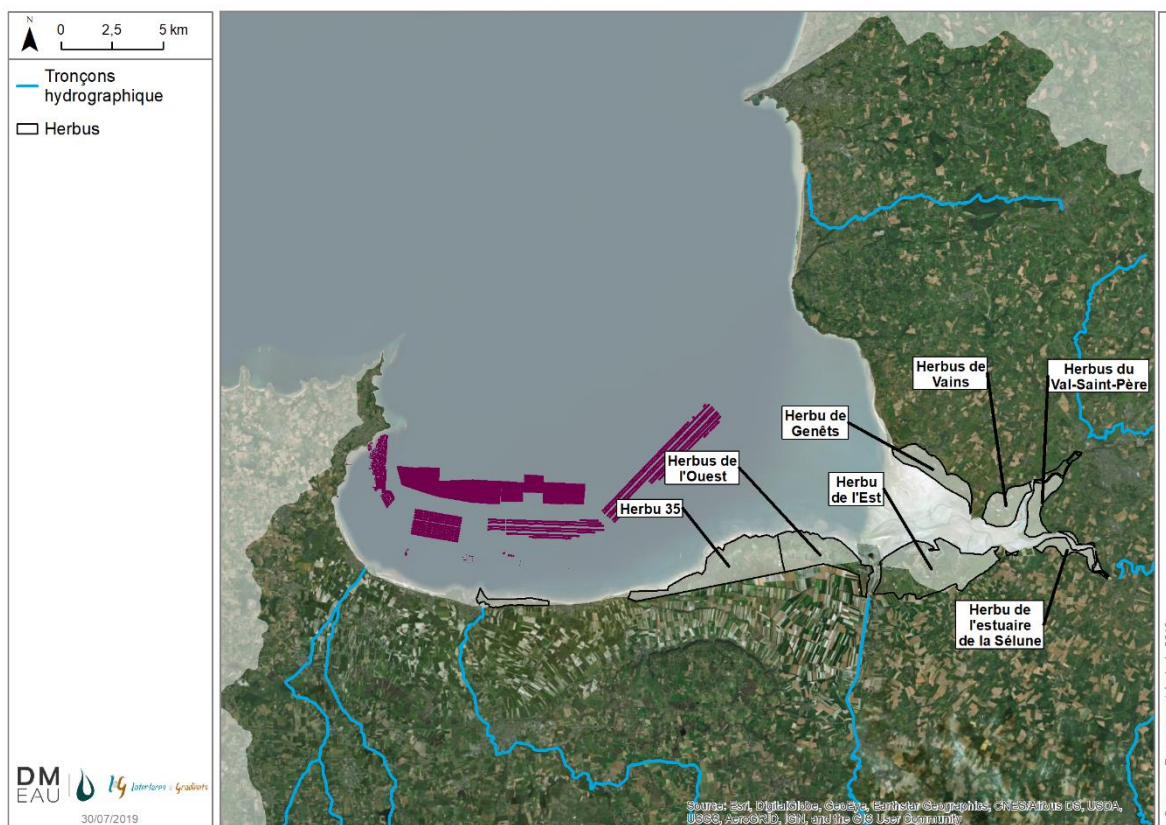 N
0 2,5 5 km
Tronçons
hydrographique
Herbus
Herbus de
Vains
Herbus du
Val-Saint-Père
Herbu de
Genêts
Herbus de
l'Ouest
Herbu
de l'Est
Herbu 35
Herbu de
l'estuaire
de la Sélune
DM
EAU
Interfaces & Gradients
30/07/2019
Source: Esri, DigitalGlobe, GeoEye, Earthstar Geographics, CNES/Airbus DS, USDA,
USGS, AeroGRID, IGN, and the GIS User Community